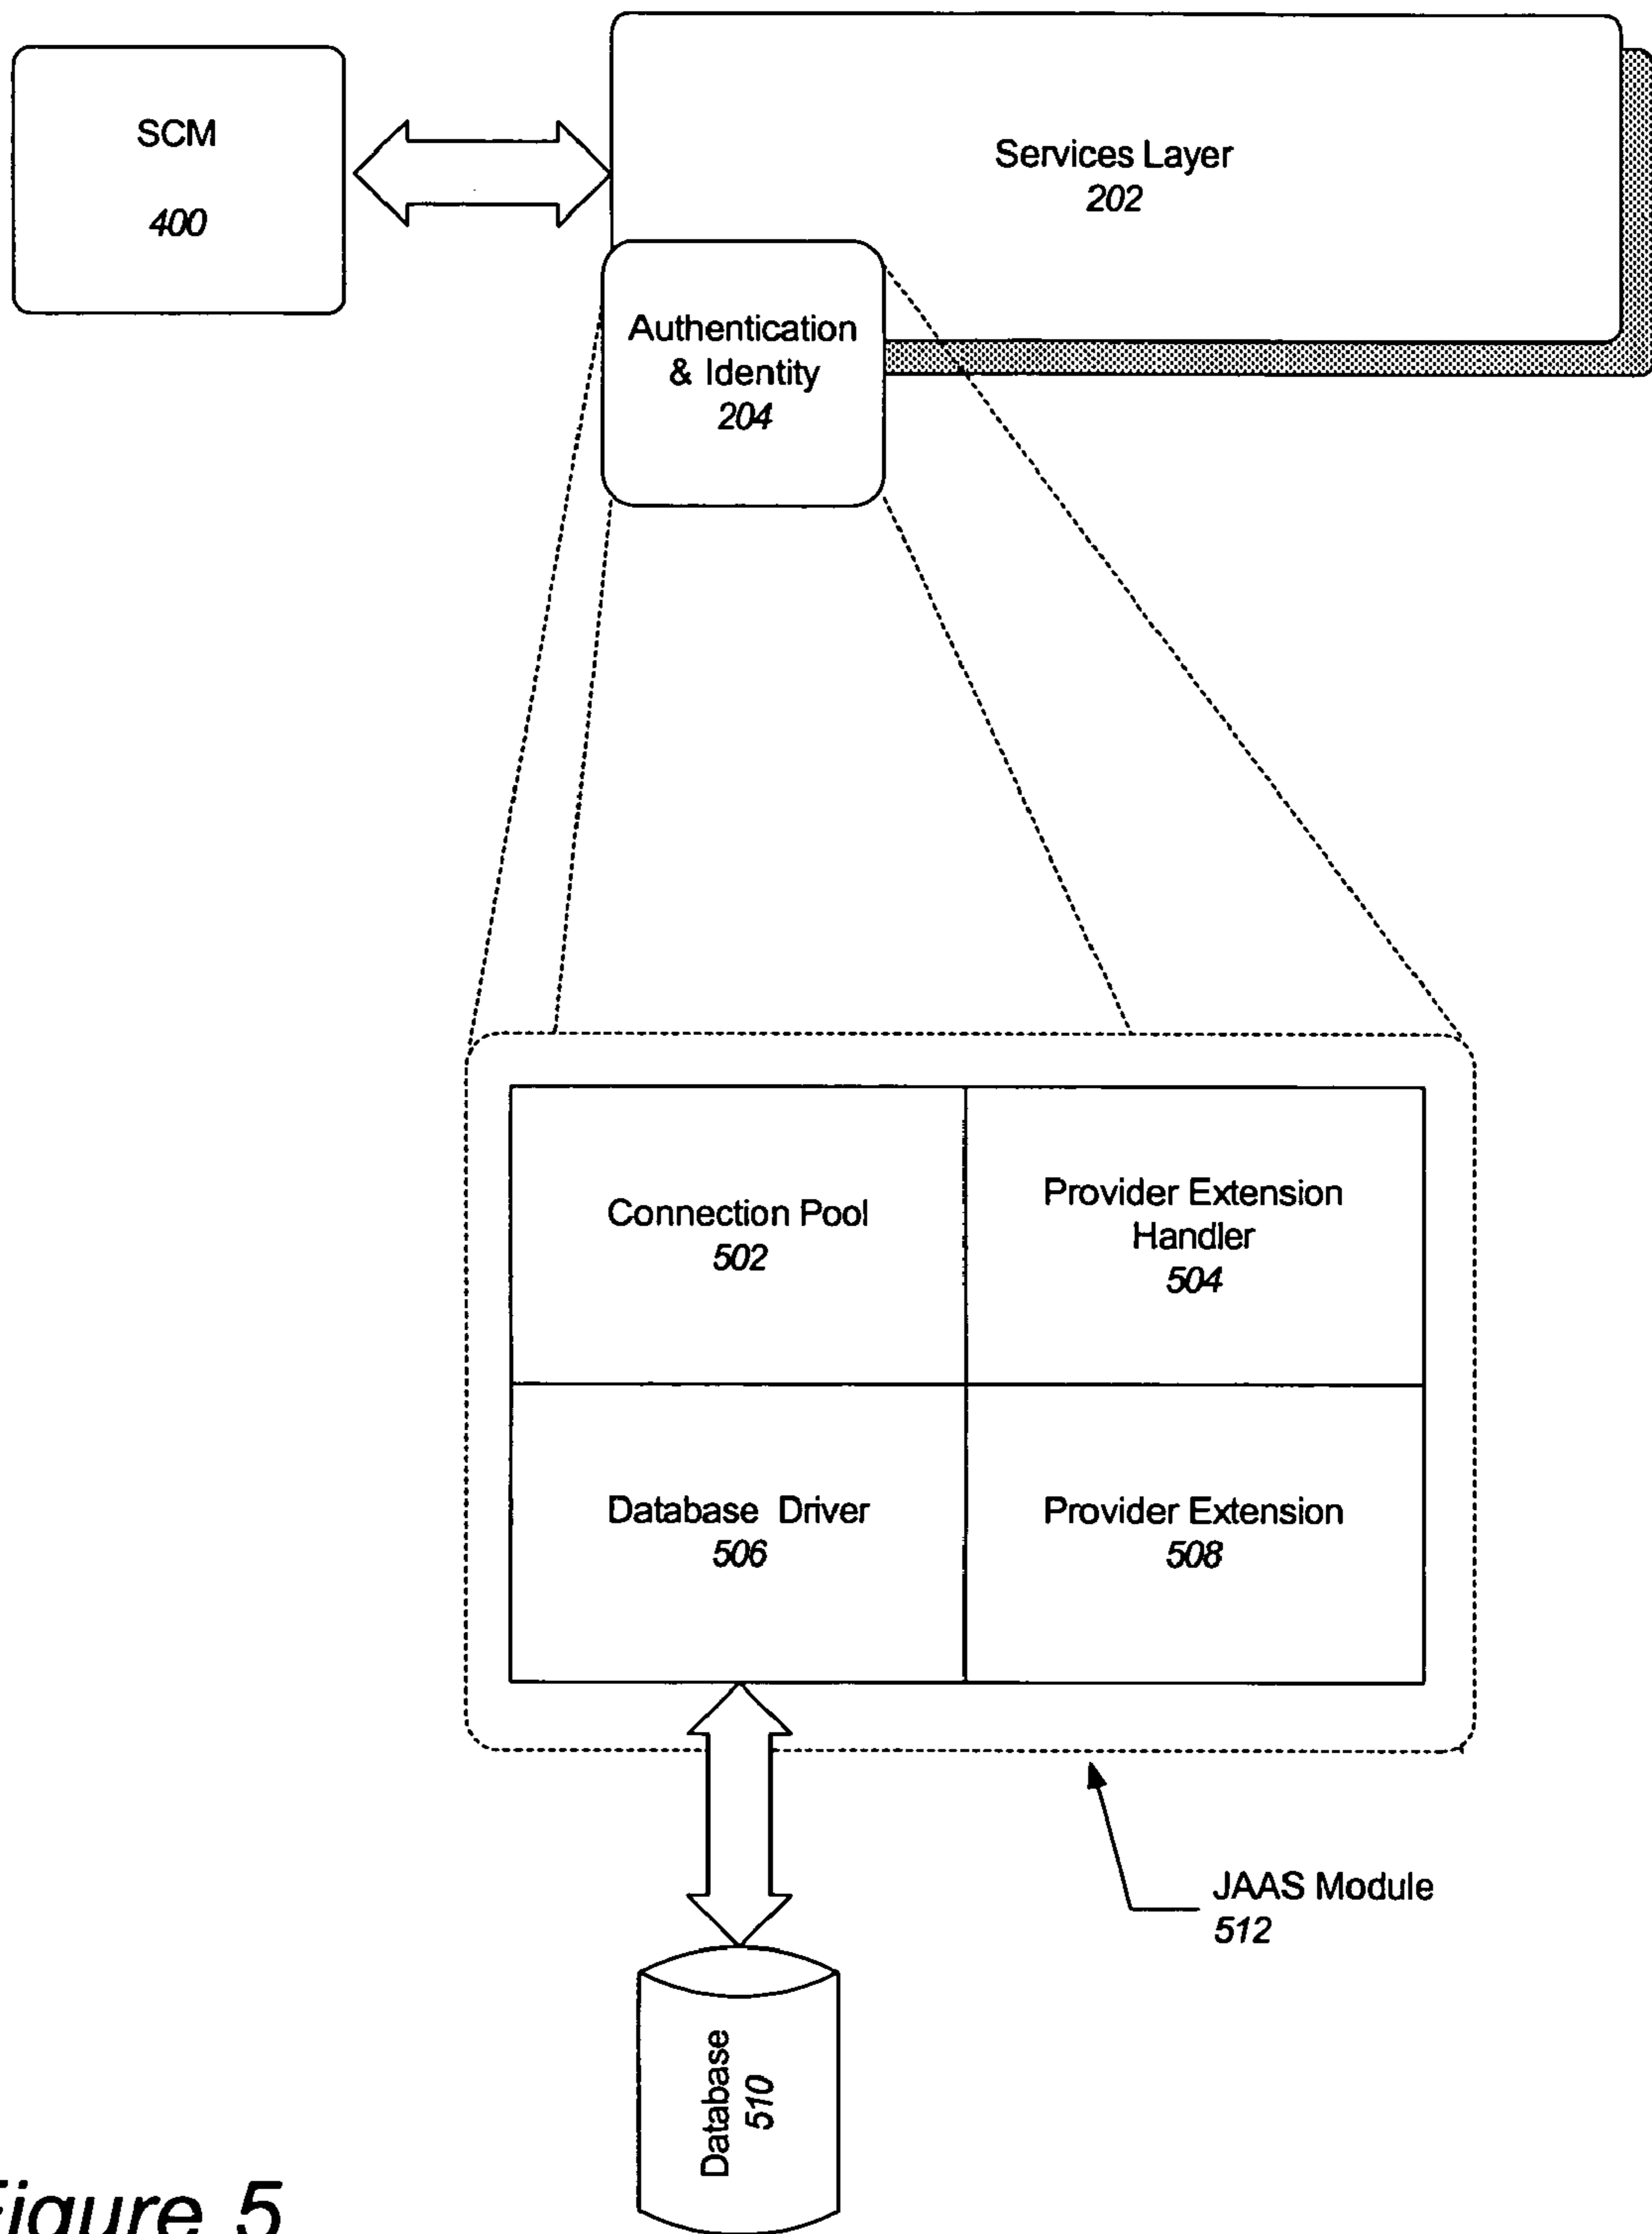 SCM
400
Services Layer
202
Authentication
& Identity
204
Connection Pool
502
Provider Extension
Handler
504
Database Driver
506
Provider Extension
508
JAAS Module
512
Database
510
Figure 5